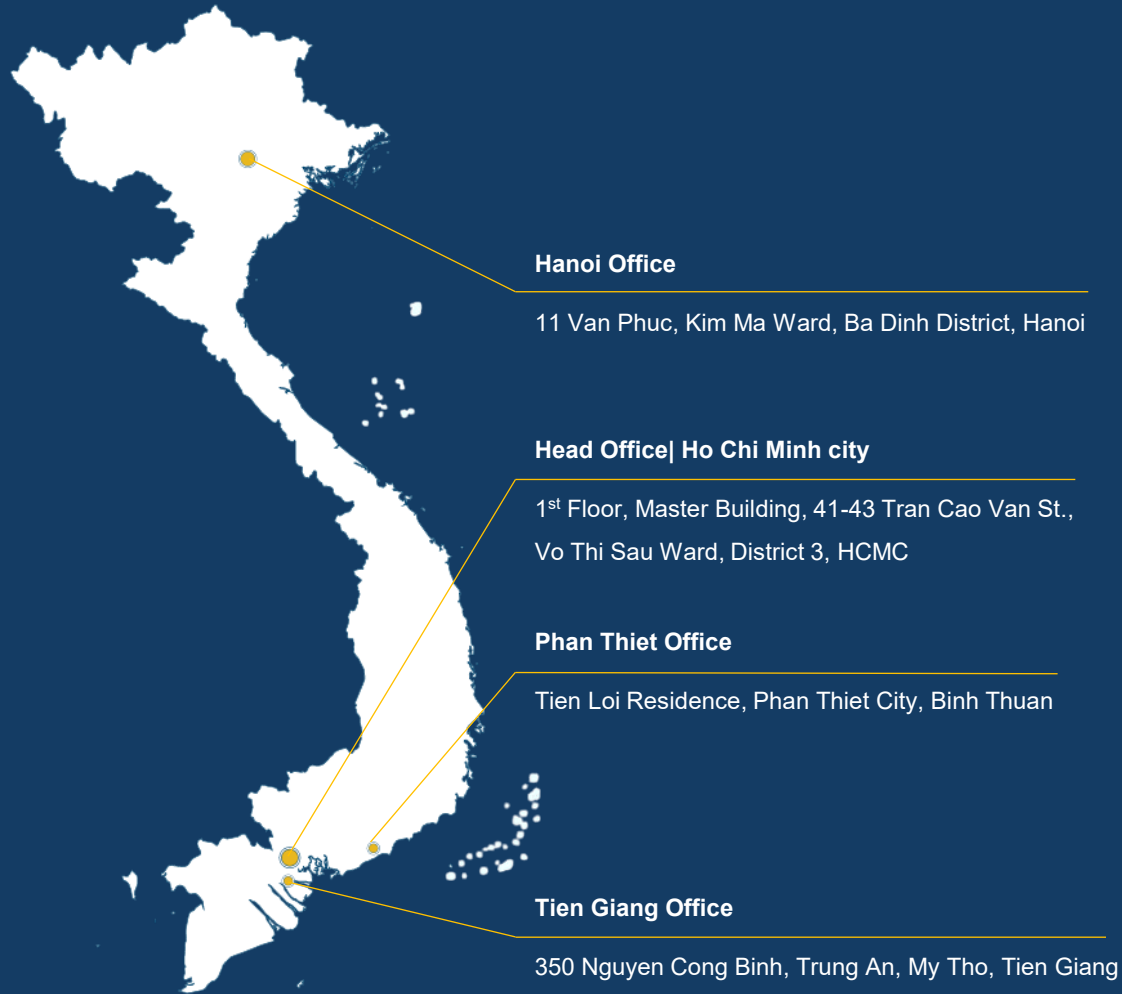 Hanoi Office
11 Van Phuc, Kim Ma Ward, Ba Dinh District, Hanoi
Head Office| Ho Chi Minh city
1st Floor, Master Building, 41-43 Tran Cao Van St.,
Vo Thi Sau Ward, District 3, HCMC
Phan Thiet Office
Tien Loi Residence, Phan Thiet City, Binh Thuan
Tien Giang Office
350 Nguyen Cong Binh, Trung An, My Tho, Tien Giang